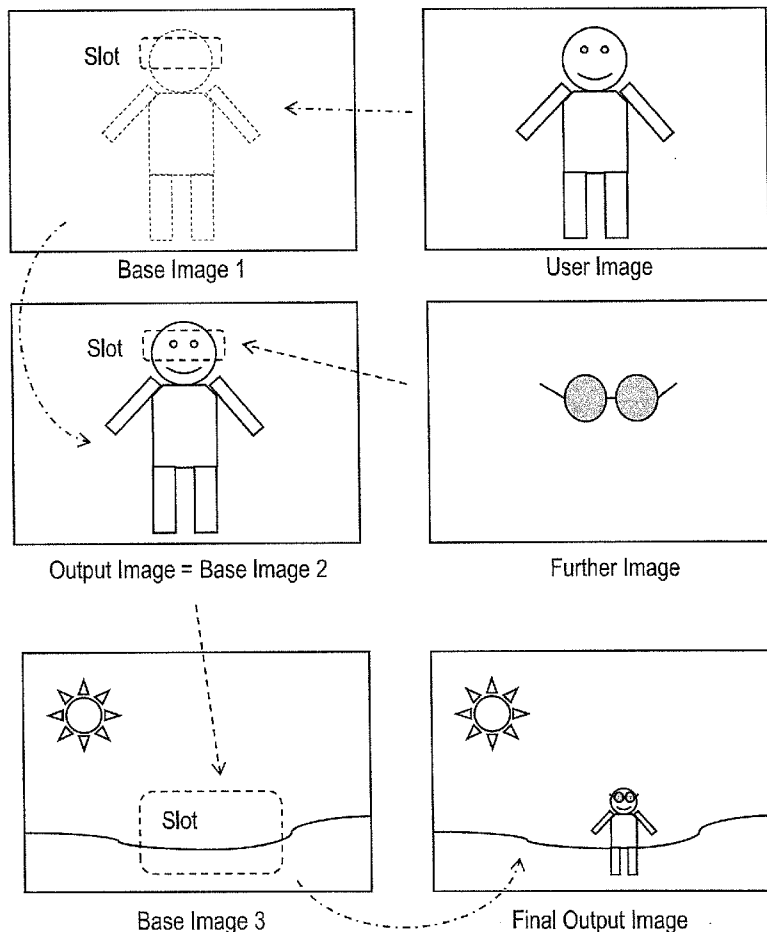 Slot
Base Image 1
User Image
Slot
Output Image = Base Image 2
Further Image
Slot
Base Image 3
Final Output Image